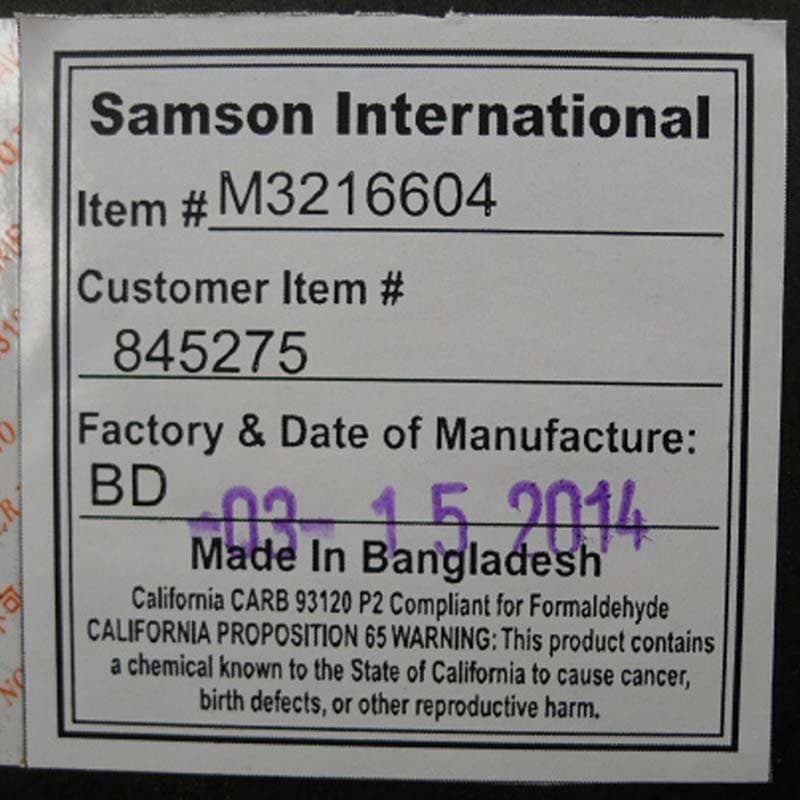 Samson International
Item # M3216604
Customer Item #
845275
Factory & Date of Manufacture:
BD -03- 15 2014
Made In Bangladesh
California CARB 93120 P2 Compliant for Formaldehyde
CALIFORNIA PROPOSITION 65 WARNING: This product contains
a chemical known to the State of California to cause cancer,
birth defects, or other reproductive harm.